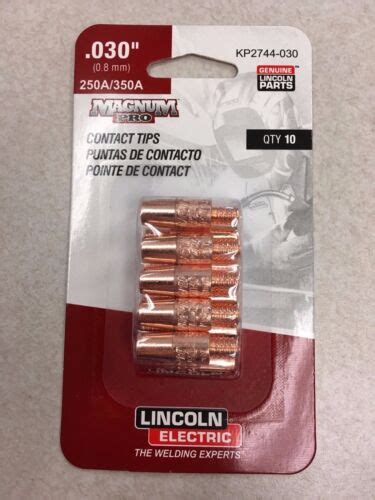 .030"
(0.8 mm)
250A/350A
KP2744-030
GENUINE
LINCOLN
PARTS
MAGNUM
PRO
CONTACT TIPS
PUNTAS DE CONTACTO
POINTE DE CONTACT
QTY 10
LINCOLN
ELECTRIC
THE WELDING EXPERTS